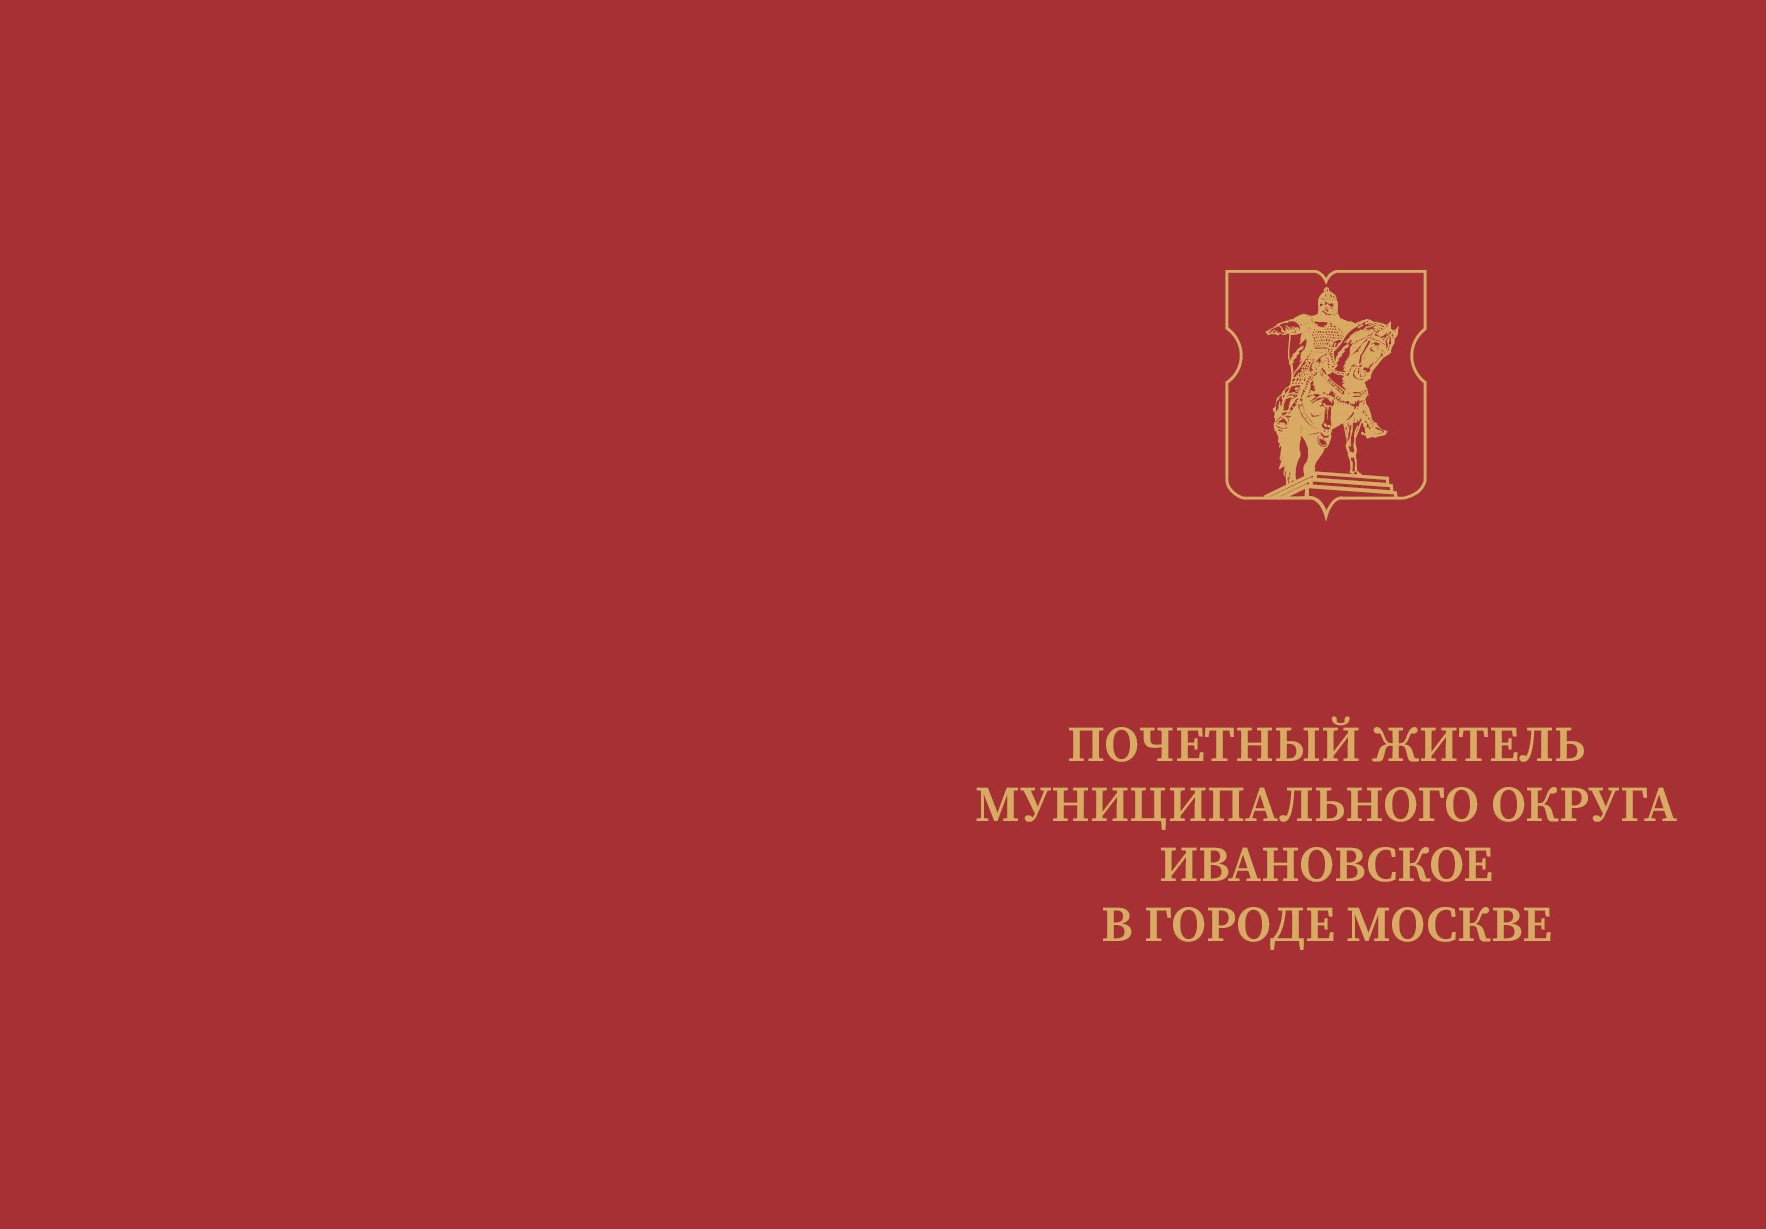 ПОЧЕТНЫЙ ЖИТЕЛЬ
МУНИЦИПАЛЬНОГО ОКРУГА
ИВАНОВСКОЕ
В ГОРОДЕ МОСКВЕ